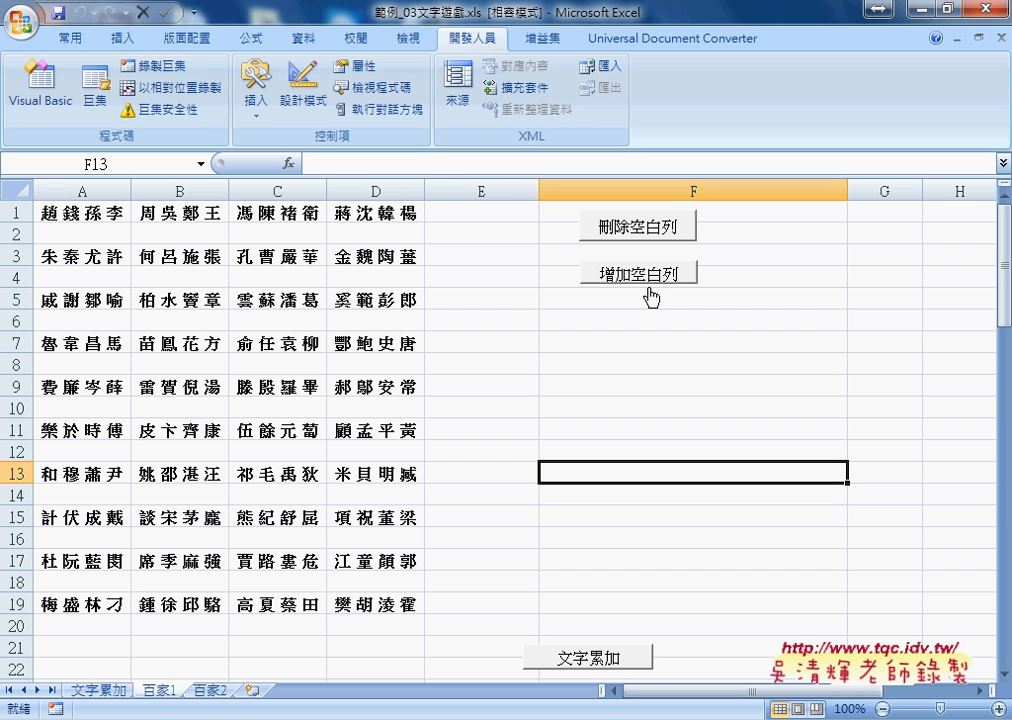 範例_03文字遊戲.xls [相容模式] - Microsoft Excel
常用 插入 版面配置 公式 資料 校閱 檢視 開發人員 增益集 Universal Document Converter
Visual Basic 巨集 錄製巨集 以相對位置錄製 巨集安全性 插入 設計模式 屬性 檢視程式碼 執行對話方塊 來源 對應內容 擴充套件 重新整理資料 匯入 匯出
程式碼 控制項 XML
F13 fx
A B C D E F G H
1 趙錢孫李 周吳鄭王 馮陳褚衛 蔣沈韓楊 刪除空白列
2
3 朱秦尤許 何呂施張 孔曹嚴華 金魏陶薑
4 增加空白列
5 戚謝鄒喻 柏水竇章 雲蘇潘葛 奚範彭郎
6
7 魯韋昌馬 苗鳳花方 俞任袁柳 酆鮑史唐
8
9 費廉岑薛 雷賀倪湯 滕殷羅畢 郝鄔安常
10
11 樂於時傅 皮卞齊康 伍餘元蔔 顧孟平黃
12
13 和穆蕭尹 姚邵湛汪 祁毛禹狄 米貝明臧
14
15 計伏成戴 談宋茅龐 熊紀舒屈 項祝董梁
16
17 杜阮藍閔 席季麻強 賈路婁危 江童顏郭
18
19 梅盛林刁 鍾徐邱駱 高夏蔡田 樊胡淩霍
20
21 文字累加
22
http://www.tqc.idv.tw/
吳清輝老師錄製
文字累加 百家1 百家2
就緒 100%